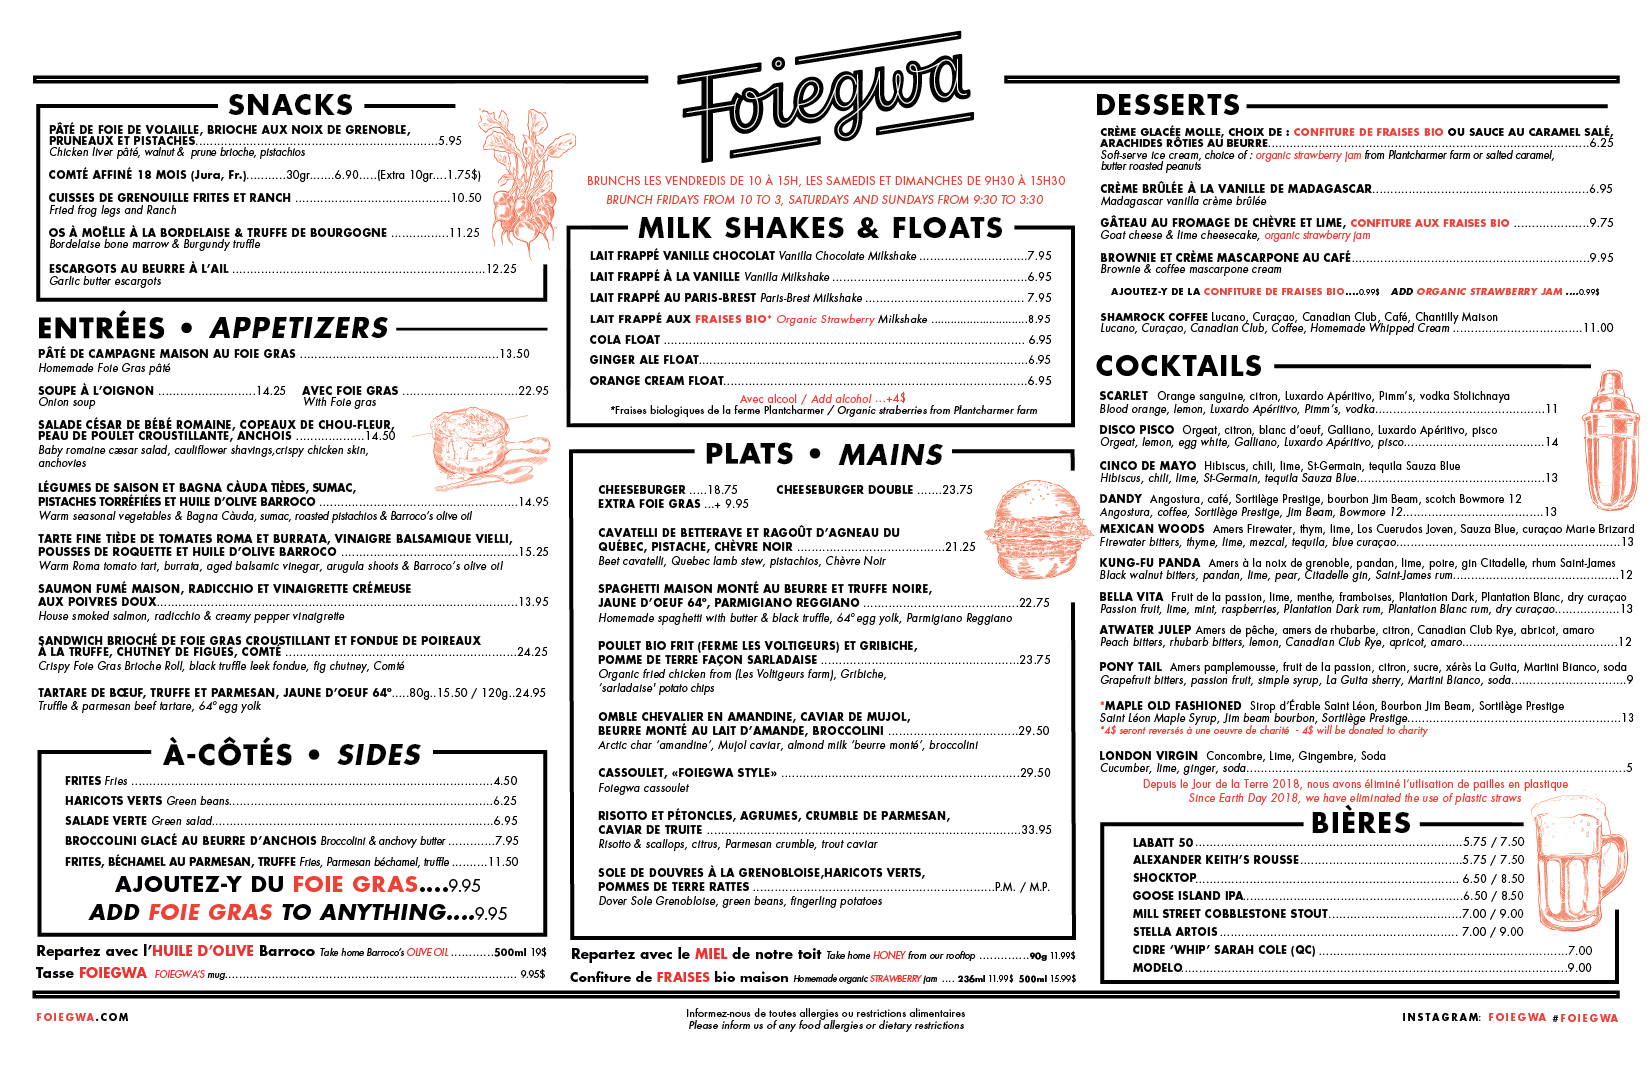 Foiegwa
SNACKS
PÂTÉ DE FOIE DE VOLAILLE, BRIOCHE AUX NOIX DE GRENOBLE,
PRUNEAUX ET PISTACHES...5.95
Chicken liver pâté, walnut & prune brioche, pistachios
COMTÉ AFFINÉ 18 MOIS (Jura, Fr.)...30gr...6.90...(Extra 10gr...1.75$)
CUISSES DE GRENOUILLE FRITES ET RANCH ...10.50
Fried frog legs and Ranch
OS À MOËLLE À LA BORDELAISE & TRUFFE DE BOURGOGNE ...11.25
Bordelaise bone marrow & Burgundy truffle
ESCARGOTS AU BEURRE À L'AIL ...12.25
Garlic butter escargots
ENTRÉES • APPETIZERS
PÂTÉ DE CAMPAGNE MAISON AU FOIE GRAS ...13.50
Homemade Foie Gras pâté
SOUPE À L'OIGNON ...14.25 AVEC FOIE GRAS ...22.95
Onion soup With Foie gras
SALADE CÉSAR DE BÉBÉ ROMAINE, COPEAUX DE CHOU-FLEUR,
PEAU DE POULET CROUSTILLANTE, ANCHOIS ...14.50
Baby romaine cæsar salad, cauliflower shavings,crispy chicken skin,
anchovies
LÉGUMES DE SAISON ET BAGNA CÀUDA TIÈDES, SUMAC,
PISTACHES TORRÉFIÉES ET HUILE D'OLIVE BARROCO ...14.95
Warm seasonal vegetables & Bagna Càuda, sumac, roasted pistachios & Barroco's olive oil
TARTE FINE TIÈDE DE TOMATES ROMA ET BURRATA, VINAIGRE BALSAMIQUE VIELLI,
POUSSES DE ROQUETTE ET HUILE D'OLIVE BARROCO ...15.25
Warm Roma tomato tart, burrata, aged balsamic vinegar, arugula shoots & Barroco's olive oil
SAUMON FUMÉ MAISON, RADICCHIO ET VINAIGRETTE CRÉMEUSE
AUX POIVRES DOUX...13.95
House smoked salmon, radicchio & creamy pepper vinaigrette
SANDWICH BRIOCHÉ DE FOIE GRAS CROUSTILLANT ET FONDUE DE POIREAUX
À LA TRUFFE, CHUTNEY DE FIGUES, COMTÉ ...24.25
Crispy Foie Gras Brioche Roll, black truffle leek fondue, fig chutney, Comté
TARTARE DE BŒUF, TRUFFE ET PARMESAN, JAUNE D'OEUF 64º.....80g..15.50 / 120g..24.95
Truffle & parmesan beef tartare, 64º egg yolk
À-CÔTÉS • SIDES
FRITES Fries ...4.50
HARICOTS VERTS Green beans...6.25
SALADE VERTE Green salad...6.95
BROCCOLINI GLACÉ AU BEURRE D'ANCHOIS Broccolini & anchovy butter ...7.95
FRITES, BÉCHAMEL AU PARMESAN, TRUFFE Fries, Parmesan béchamel, truffle ...11.50
AJOUTEZ-Y DU FOIE GRAS....9.95
ADD FOIE GRAS TO ANYTHING....9.95
Repartez avec l'HUILE D'OLIVE Barroco Take home Barroco's OLIVE OIL ...500ml 19$
Tasse FOIEGWA FOIEGWA'S mug... 9.95$
BRUNCHS LES VENDREDIS DE 10 À 15H, LES SAMEDIS ET DIMANCHES DE 9H30 À 15H30
BRUNCH FRIDAYS FROM 10 TO 3, SATURDAYS AND SUNDAYS FROM 9:30 TO 3:30
MILK SHAKES & FLOATS
LAIT FRAPPÉ VANILLE CHOCOLAT Vanilla Chocolate Milkshake ...7.95
LAIT FRAPPÉ À LA VANILLE Vanilla Milkshake ...6.95
LAIT FRAPPÉ AU PARIS-BREST Paris-Brest Milkshake ... 7.95
LAIT FRAPPÉ AUX FRAISES BIO* Organic Strawberry Milkshake ...8.95
COLA FLOAT ... 6.95
GINGER ALE FLOAT...6.95
ORANGE CREAM FLOAT...6.95
Avec alcool / Add alcohol ...+4$
*Fraises biologiques de la ferme Plantcharmer / Organic straberries from Plantcharmer farm
PLATS • MAINS
CHEESEBURGER .....18.75 CHEESEBURGER DOUBLE .......23.75
EXTRA FOIE GRAS ...+ 9.95
CAVATELLI DE BETTERAVE ET RAGOÛT D'AGNEAU DU
QUÉBEC, PISTACHE, CHÈVRE NOIR ...21.25
Beet cavatelli, Quebec lamb stew, pistachios, Chèvre Noir
SPAGHETTI MAISON MONTÉ AU BEURRE ET TRUFFE NOIRE,
JAUNE D'OEUF 64º, PARMIGIANO REGGIANO ...22.75
Homemade spaghetti with butter & black truffle, 64º egg yolk, Parmigiano Reggiano
POULET BIO FRIT (FERME LES VOLTIGEURS) ET GRIBICHE,
POMME DE TERRE FAÇON SARLADAISE ...23.75
Organic fried chicken from (Les Voltigeurs farm), Gribiche,
'sarladaise' potato chips
OMBLE CHEVALIER EN AMANDINE, CAVIAR DE MUJOL,
BEURRE MONTÉ AU LAIT D'AMANDE, BROCCOLINI ...29.50
Arctic char 'amandine', Mujol caviar, almond milk 'beurre monté', broccolini
CASSOULET, «FOIEGWA STYLE» ...29.50
Foiegwa cassoulet
RISOTTO ET PÉTONCLES, AGRUMES, CRUMBLE DE PARMESAN,
CAVIAR DE TRUITE ...33.95
Risotto & scallops, citrus, Parmesan crumble, trout caviar
SOLE DE DOUVRES À LA GRENOBLOISE,HARICOTS VERTS,
POMMES DE TERRE RATTES ...P.M. / M.P.
Dover Sole Grenobloise, green beans, fingerling potatoes
Repartez avec le MIEL de notre toit Take home HONEY from our rooftop ...90g 11.99$
Confiture de FRAISES bio maison Homemade organic STRAWBERRY jam .... 236ml 11.99$ 500ml 15.99$
DESSERTS
CRÈME GLACÉE MOLLE, CHOIX DE : CONFITURE DE FRAISES BIO OU SAUCE AU CARAMEL SALÉ,
ARACHIDES RÔTIES AU BEURRE...6.25
Soft-serve ice cream, choice of : organic strawberry jam from Plantcharmer farm or salted caramel,
butter roasted peanuts
CRÈME BRÛLÉE À LA VANILLE DE MADAGASCAR...6.95
Madagascar vanilla crème brûlée
GÂTEAU AU FROMAGE DE CHÈVRE ET LIME, CONFITURE AUX FRAISES BIO ...9.75
Goat cheese & lime cheesecake, organic strawberry jam
BROWNIE ET CRÈME MASCARPONE AU CAFÉ...9.95
Brownie & coffee mascarpone cream
AJOUTEZ-Y DE LA CONFITURE DE FRAISES BIO....0.99$ ADD ORGANIC STRAWBERRY JAM ....0.99$
SHAMROCK COFFEE Lucano, Curaçao, Canadian Club, Café, Chantilly Maison
Lucano, Curaçao, Canadian Club, Coffee, Homemade Whipped Cream ...11.00
COCKTAILS
SCARLET Orange sanguine, citron, Luxardo Apéritivo, Pimm's, vodka Stolichnaya
Blood orange, lemon, Luxardo Apéritivo, Pimm's, vodka...11
DISCO PISCO Orgeat, citron, blanc d'oeuf, Galliano, Luxardo Apéritivo, pisco
Orgeat, lemon, egg white, Galliano, Luxardo Apéritivo, pisco...14
CINCO DE MAYO Hibiscus, chili, lime, St-Germain, tequila Sauza Blue
Hibiscus, chili, lime, St-Germain, tequila Sauza Blue...13
DANDY Angostura, café, Sortilège Prestige, bourbon Jim Beam, scotch Bowmore 12
Angostura, coffee, Sortilège Prestige, Jim Beam, Bowmore 12...13
MEXICAN WOODS Amers Firewater, thym, lime, Los Cuerudos Joven, Sauza Blue, curaçao Marie Brizard
Firewater bitters, thyme, lime, mezcal, tequila, blue curaçao...13
KUNG-FU PANDA Amers à la noix de grenoble, pandan, lime, poire, gin Citadelle, rhum Saint-James
Black walnut bitters, pandan, lime, pear, Citadelle gin, Saint-James rum...12
BELLA VITA Fruit de la passion, lime, menthe, framboises, Plantation Dark, Plantation Blanc, dry curaçao
Passion fruit, lime, mint, raspberries, Plantation Dark rum, Plantation Blanc rum, dry curaçao...13
ATWATER JULEP Amers de pêche, amers de rhubarbe, citron, Canadian Club Rye, abricot, amaro
Peach bitters, rhubarb bitters, lemon, Canadian Club Rye, apricot, amaro...12
PONY TAIL Amers pamplemousse, fruit de la passion, citron, sucre, xérès La Guita, Martini Bianco, soda
Grapefruit bitters, passion fruit, simple syrup, La Guita sherry, Martini Bianco, soda...9
*MAPLE OLD FASHIONED Sirop d'Érable Saint Léon, Bourbon Jim Beam, Sortilège Prestige
Saint Léon Maple Syrup, Jim beam bourbon, Sortilège Prestige...13
*4$ seront reversés à une oeuvre de charité - 4$ will be donated to charity
LONDON VIRGIN Concombre, Lime, Gingembre, Soda
Cucumber, lime, ginger, soda...5
Depuis le Jour de la Terre 2018, nous avons éliminé l'utlisation de pailles en plastique
Since Earth Day 2018, we have eliminated the use of plastic straws
BIÈRES
LABATT 50 ...5.75 / 7.50
ALEXANDER KEITH'S ROUSSE...5.75 / 7.50
SHOCKTOP... 6.50 / 8.50
GOOSE ISLAND IPA...6.50 / 8.50
MILL STREET COBBLESTONE STOUT...7.00 / 9.00
STELLA ARTOIS ... 7.00 / 9.00
CIDRE 'WHIP' SARAH COLE (QC) ...7.00
MODELO...9.00
FOIEGWA.COM
Informez-nous de toutes allergies ou restrictions alimentaires
Please inform us of any food allergies or dietary restrictions
INSTAGRAM: FOIEGWA #FOIEGWA